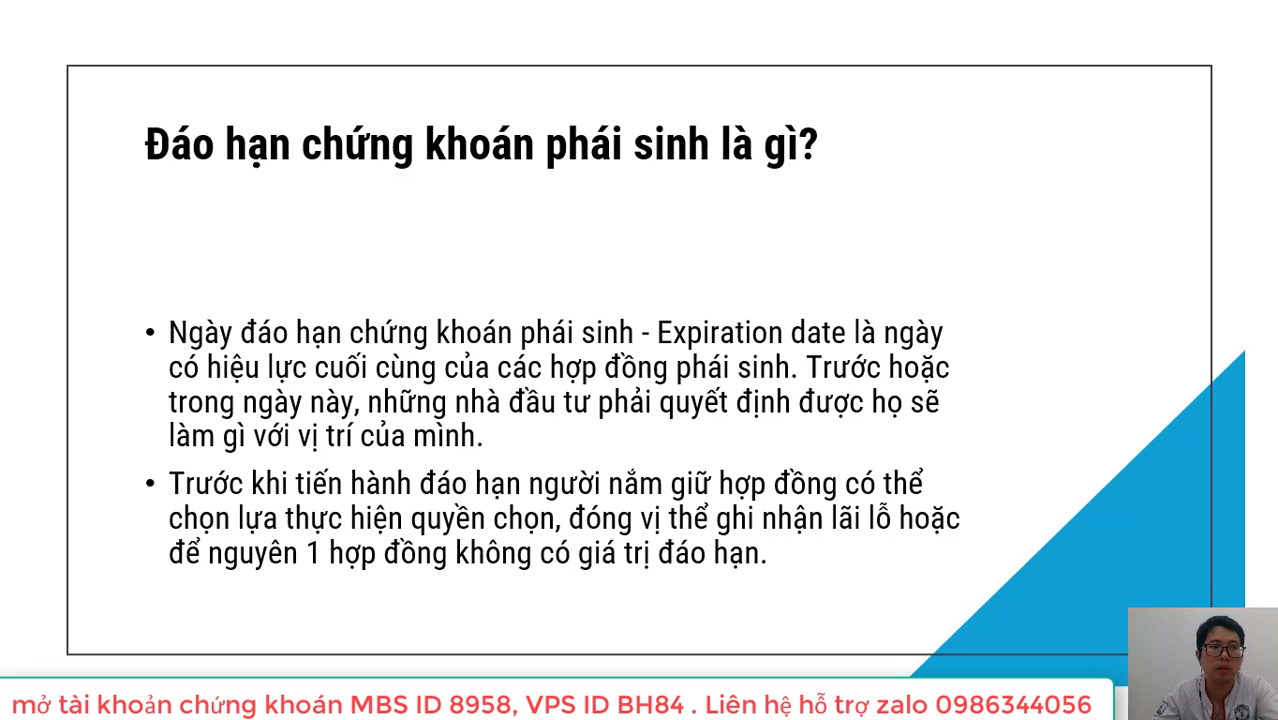 Đáo hạn chứng khoán phái sinh là gì?
• Ngày đáo hạn chứng khoán phái sinh - Expiration date là ngày
có hiệu lực cuối cùng của các hợp đồng phái sinh. Trước hoặc
trong ngày này, những nhà đầu tư phải quyết định được họ sẽ
làm gì với vị trí của mình.
• Trước khi tiến hành đáo hạn người nắm giữ hợp đồng có thể
chọn lựa thực hiện quyền chọn, đóng vị thể ghi nhận lãi lỗ hoặc
để nguyên 1 hợp đồng không có giá trị đáo hạn.
mở tài khoản chứng khoán MBS ID 8958, VPS ID BH84 . Liên hệ hỗ trợ zalo 0986344056